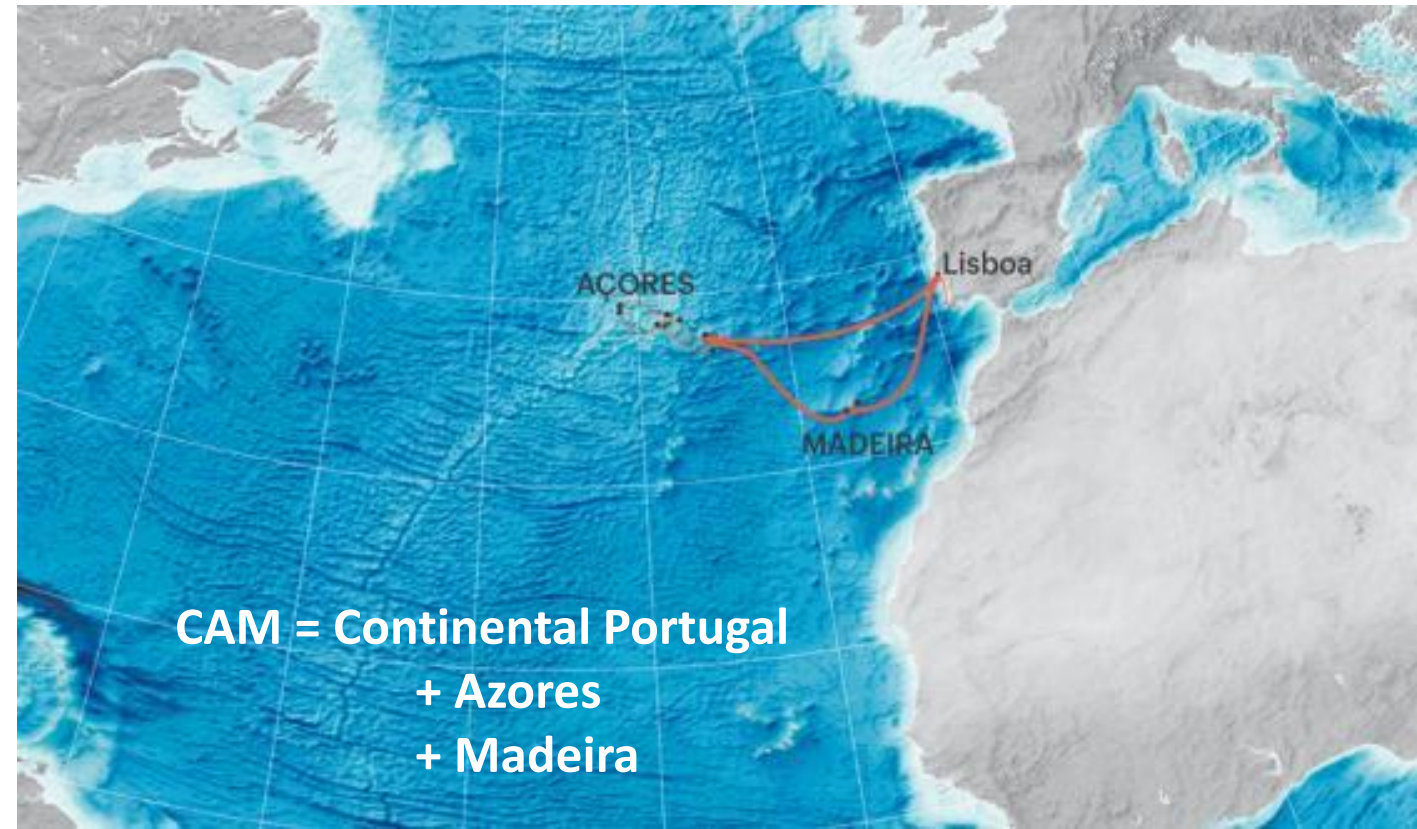 Lisboa
AÇORES
MADEIRA
CAM = Continental Portugal
+ Azores
+ Madeira